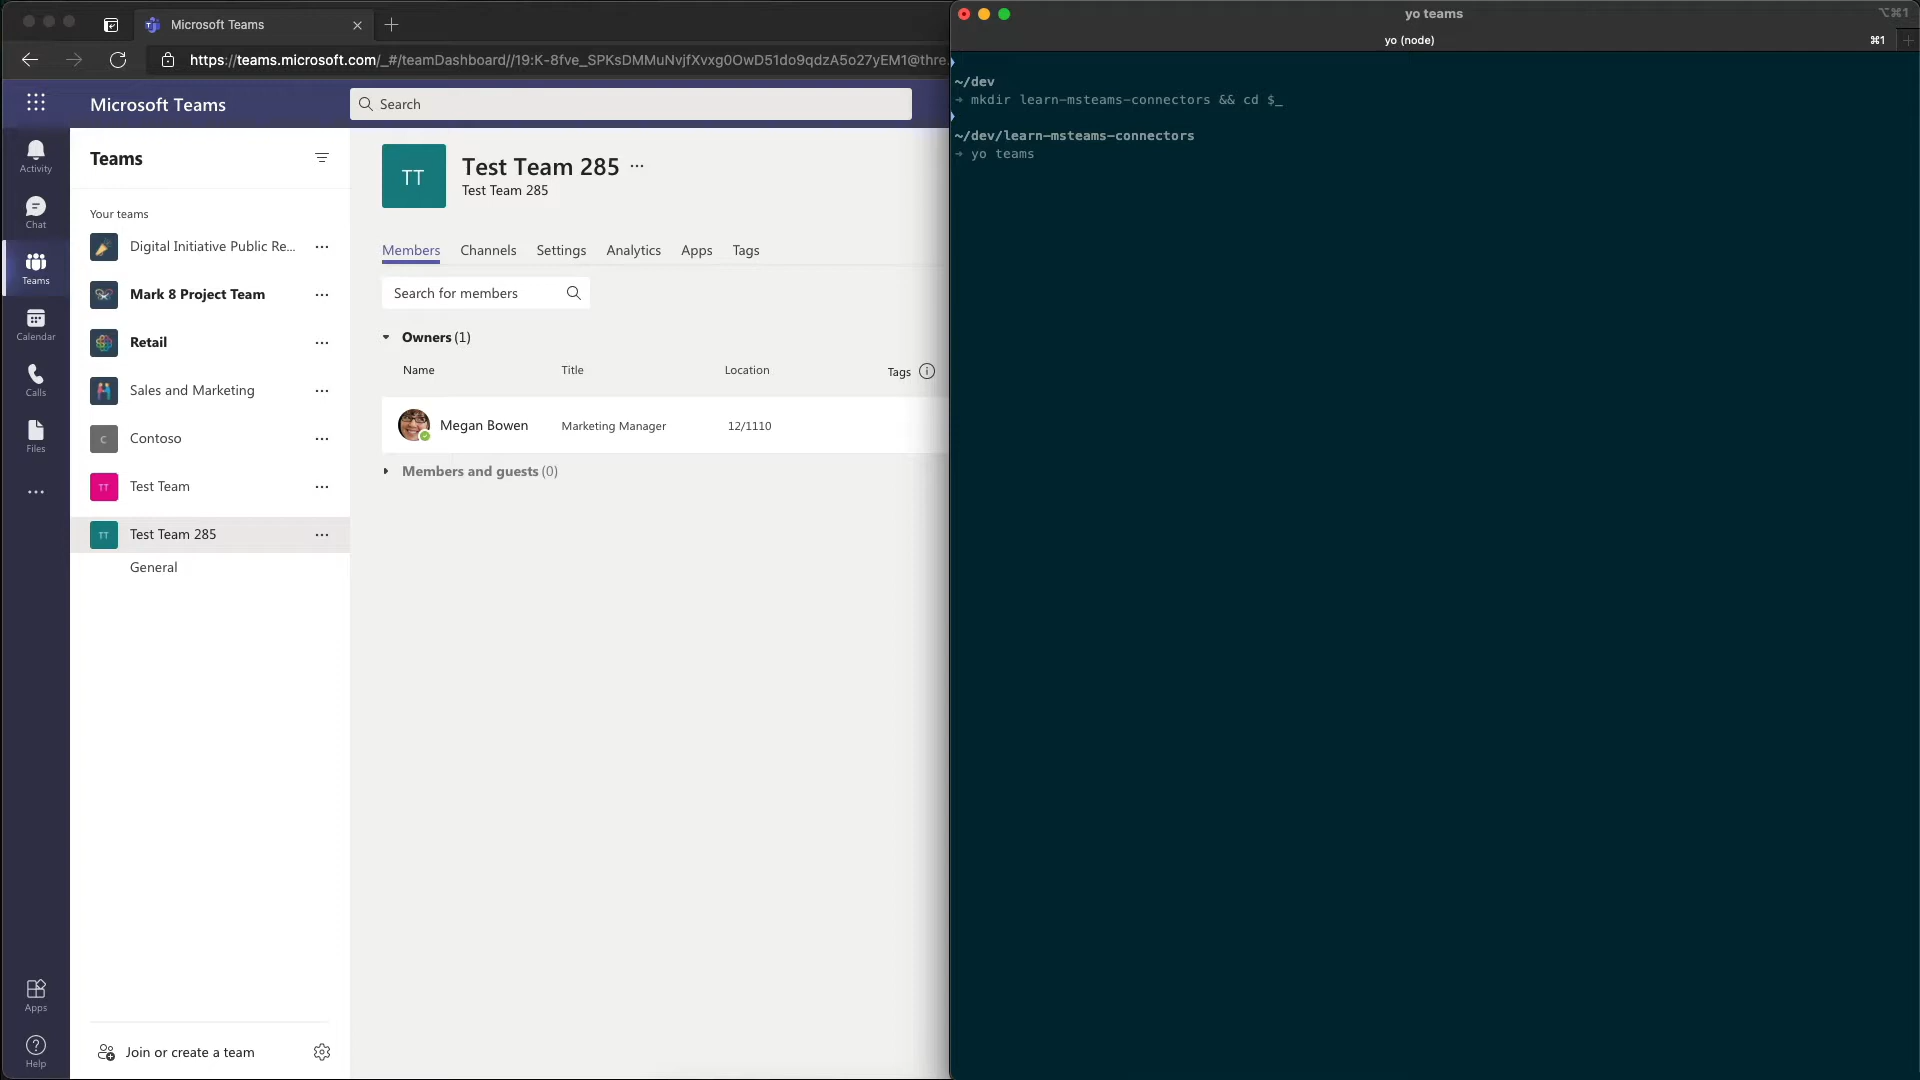 Microsoft Teams
https://teams.microsoft.com/_#/teamDashboard//19:K-8fve_SPKsDMMuNvjfXvxg0OwD51do9qdzA5o27yEM1@thre
Microsoft Teams
Search
Activity
Chat
Teams
Calendar
Calls
Files
Apps
Help
Teams
Your teams
Digital Initiative Public Re...
Mark 8 Project Team
Retail
Sales and Marketing
C
Contoso
TT
Test Team
TT
Test Team 285
General
Join or create a team
TT
Test Team 285
Test Team 285
Members Channels Settings Analytics Apps Tags
Search for members
Owners (1)
Name Title Location Tags
Megan Bowen Marketing Manager 12/1110
Members and guests (0)
yo teams
⌥⌘1
yo (node)
⌘1
~/dev
→ mkdir learn-msteams-connectors && cd $_
~/dev/learn-msteams-connectors
→ yo teams